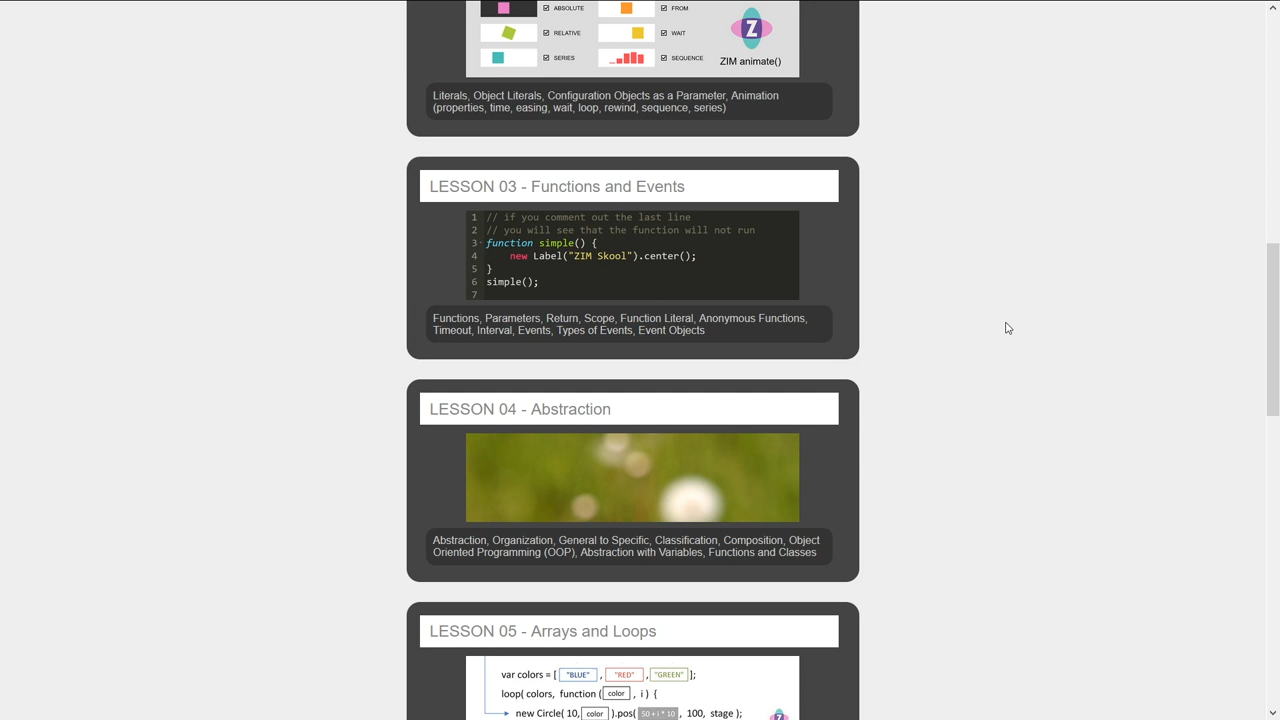 ABSOLUTE
FROM
RELATIVE
WAIT
SERIES
SEQUENCE
Z
ZIM animate()
Literals, Object Literals, Configuration Objects as a Parameter, Animation
(properties, time, easing, wait, loop, rewind, sequence, series)
LESSON 03 - Functions and Events
1 // if you comment out the last line
2 // you will see that the function will not run
3 function simple() {
4 new Label("ZIM Skool").center();
5 }
6 simple();
7
Functions, Parameters, Return, Scope, Function Literal, Anonymous Functions,
Timeout, Interval, Events, Types of Events, Event Objects
LESSON 04 - Abstraction
Abstraction, Organization, General to Specific, Classification, Composition, Object
Oriented Programming (OOP), Abstraction with Variables, Functions and Classes
LESSON 05 - Arrays and Loops
var colors = [ "BLUE" , "RED" , "GREEN" ];
loop( colors, function ( color , i ) {
new Circle( 10, color ).pos( 50 + i * 10 , 100, stage );